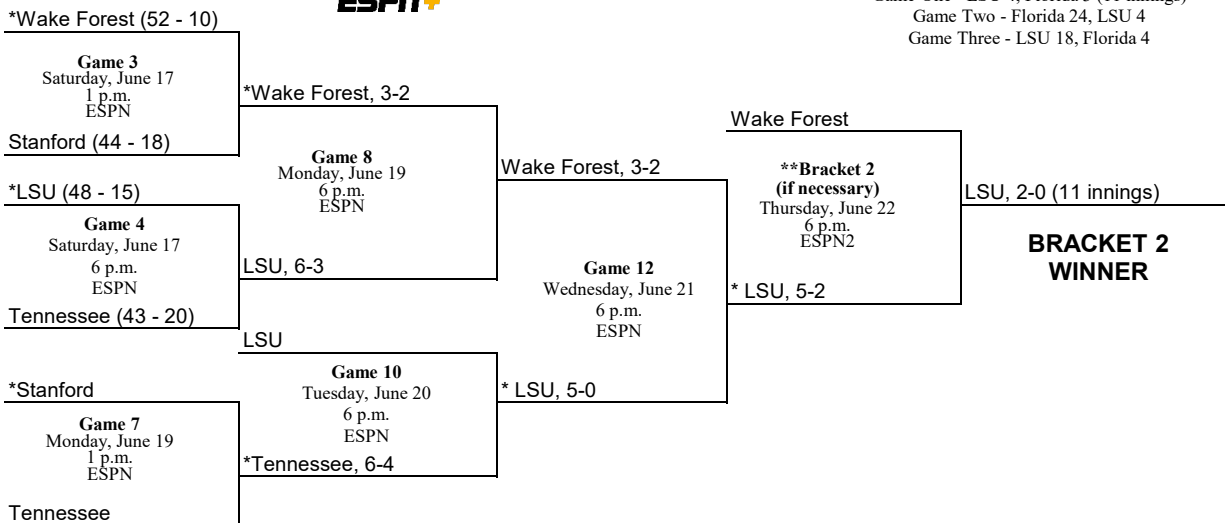 ESPN+
Game Two - Florida 24, LSU 4
Game Three - LSU 18, Florida 4
*Wake Forest (52 - 10)
Game 3
Saturday, June 17
1 p.m.
ESPN
Stanford (44 - 18)
*Wake Forest, 3-2
Game 8
Monday, June 19
6 p.m.
ESPN
*LSU (48 - 15)
Game 4
Saturday, June 17
6 p.m.
ESPN
Tennessee (43 - 20)
LSU, 6-3
Wake Forest, 3-2
Game 12
Wednesday, June 21
6 p.m.
ESPN
LSU
Game 10
Tuesday, June 20
6 p.m.
ESPN
*Stanford
Game 7
Monday, June 19
1 p.m.
ESPN
Tennessee
*Tennessee, 6-4
* LSU, 5-0
Wake Forest
**Bracket 2
(if necessary)
Thursday, June 22
6 p.m.
ESPN2
* LSU, 5-2
LSU, 2-0 (11 innings)
BRACKET 2
WINNER